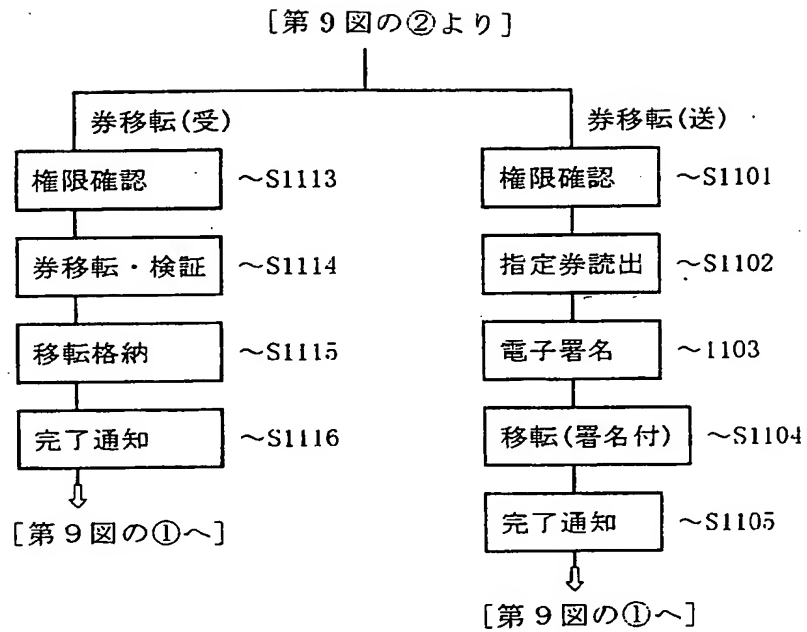 [第9図の②より]
券移転(受)
権限確認 ～S1113
券移転・検証 ～S1114
移転格納 ～S1115
完了通知 ～S1116
[第9図の①へ]
券移転(送)
権限確認 ～S1101
指定券読出 ～S1102
電子署名 ～1103
移転(署名付) ～S1104
完了通知 ～S1105
[第9図の①へ]